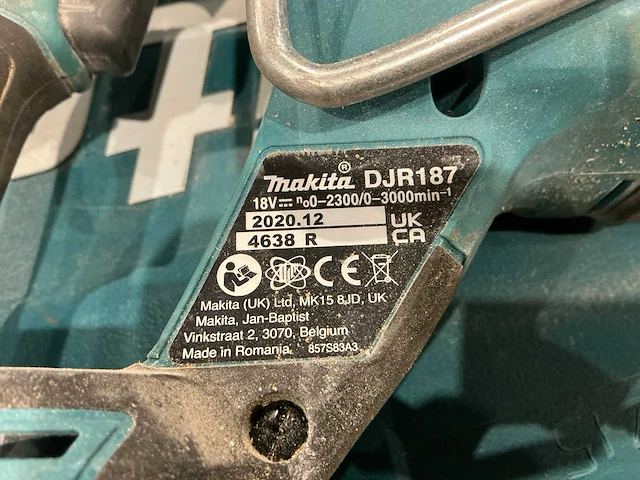 makita® DJR187
18V⎓ n₀0–2300/0–3000min⁻¹
2020.12
4638 R
UK
CA
CE
Makita (UK) Ltd, MK15 8JD, UK
Makita, Jan-Baptist
Vinkstraat 2, 3070, Belgium
Made in Romania 857S83A3